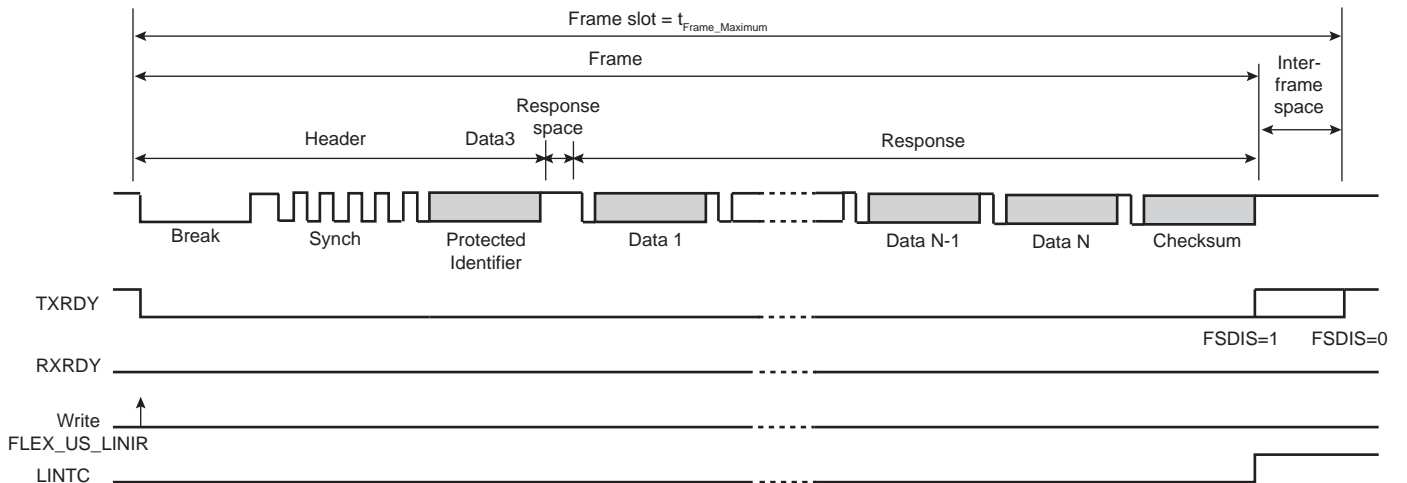 Frame slot = tFrame_Maximum
Frame
Inter-
frame
space
Response
space
Header
Data3
Response
Break
Synch
Protected
Identifier
Data 1
Data N-1
Data N
Checksum
TXRDY
FSDIS=1
FSDIS=0
RXRDY
Write
FLEX_US_LINIR
LINTC